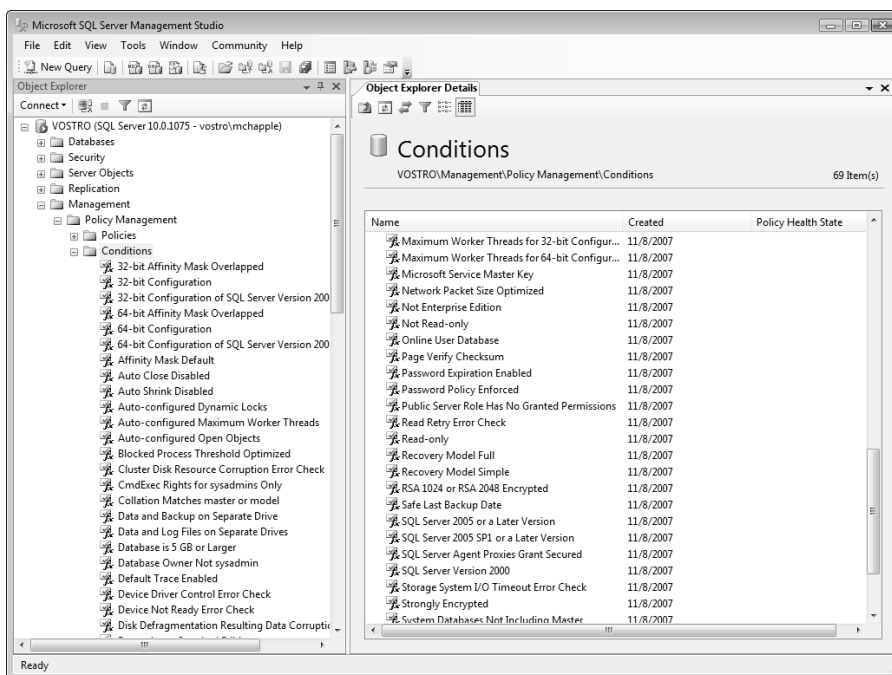 Microsoft SQL Server Management Studio
File Edit View Tools Window Community Help
New Query
Object Explorer
Connect
VOSTRO (SQL Server 10.0.1075 - vostro\mchapple)
Databases
Security
Server Objects
Replication
Management
Policy Management
Policies
Conditions
32-bit Affinity Mask Overlapped
32-bit Configuration
32-bit Configuration of SQL Server Version 200
64-bit Affinity Mask Overlapped
64-bit Configuration
64-bit Configuration of SQL Server Version 200
Affinity Mask Default
Auto Close Disabled
Auto Shrink Disabled
Auto-configured Dynamic Locks
Auto-configured Maximum Worker Threads
Auto-configured Open Objects
Blocked Process Threshold Optimized
Cluster Disk Resource Corruption Error Check
CmdExec Rights for sysadmins Only
Collation Matches master or model
Data and Backup on Separate Drive
Data and Log Files on Separate Drives
Database is 5 GB or Larger
Database Owner Not sysadmin
Default Trace Enabled
Device Driver Control Error Check
Device Not Ready Error Check
Disk Defragmentation Resulting Data Corruptic
Object Explorer Details
Conditions
VOSTRO\Management\Policy Management\Conditions 69 Item(s)
Name Created Policy Health State
Maximum Worker Threads for 32-bit Configur... 11/8/2007
Maximum Worker Threads for 64-bit Configur... 11/8/2007
Microsoft Service Master Key 11/8/2007
Network Packet Size Optimized 11/8/2007
Not Enterprise Edition 11/8/2007
Not Read-only 11/8/2007
Online User Database 11/8/2007
Page Verify Checksum 11/8/2007
Password Expiration Enabled 11/8/2007
Password Policy Enforced 11/8/2007
Public Server Role Has No Granted Permissions 11/8/2007
Read Retry Error Check 11/8/2007
Read-only 11/8/2007
Recovery Model Full 11/8/2007
Recovery Model Simple 11/8/2007
RSA 1024 or RSA 2048 Encrypted 11/8/2007
Safe Last Backup Date 11/8/2007
SQL Server 2005 or a Later Version 11/8/2007
SQL Server 2005 SP1 or a Later Version 11/8/2007
SQL Server Agent Proxies Grant Secured 11/8/2007
SQL Server Version 2000 11/8/2007
Storage System I/O Timeout Error Check 11/8/2007
Strongly Encrypted 11/8/2007
System Databases Not Including Master 11/8/2007
Ready